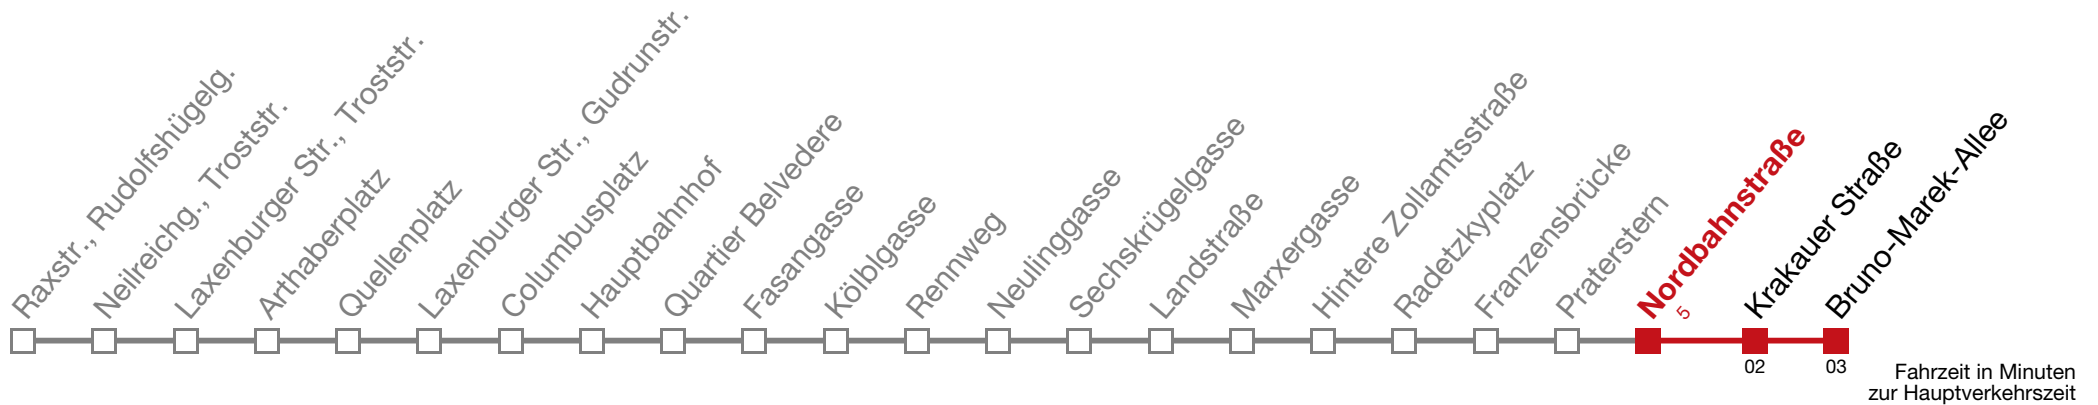 Raxstr., Rudolfshügelg.
Neilreichg., Troststr.
Laxenburger Str., Troststr.
Arthaberplatz
Quellenplatz
Laxenburger Str., Gudrunstr.
Columbusplatz
Hauptbahnhof
Quartier Belvedere
Fasangasse
Kölblgasse
Rennweg
Neulinggasse
Sechskrügelgasse
Landstraße
Marxergasse
Hintere Zollamtsstraße
Radetzkyplatz
Franzensbrücke
Praterstern
Nordbahnstraße
5
Krakauer Straße
Bruno-Marek-Allee
02
03
Fahrzeit in Minuten
zur Hauptverkehrszeit